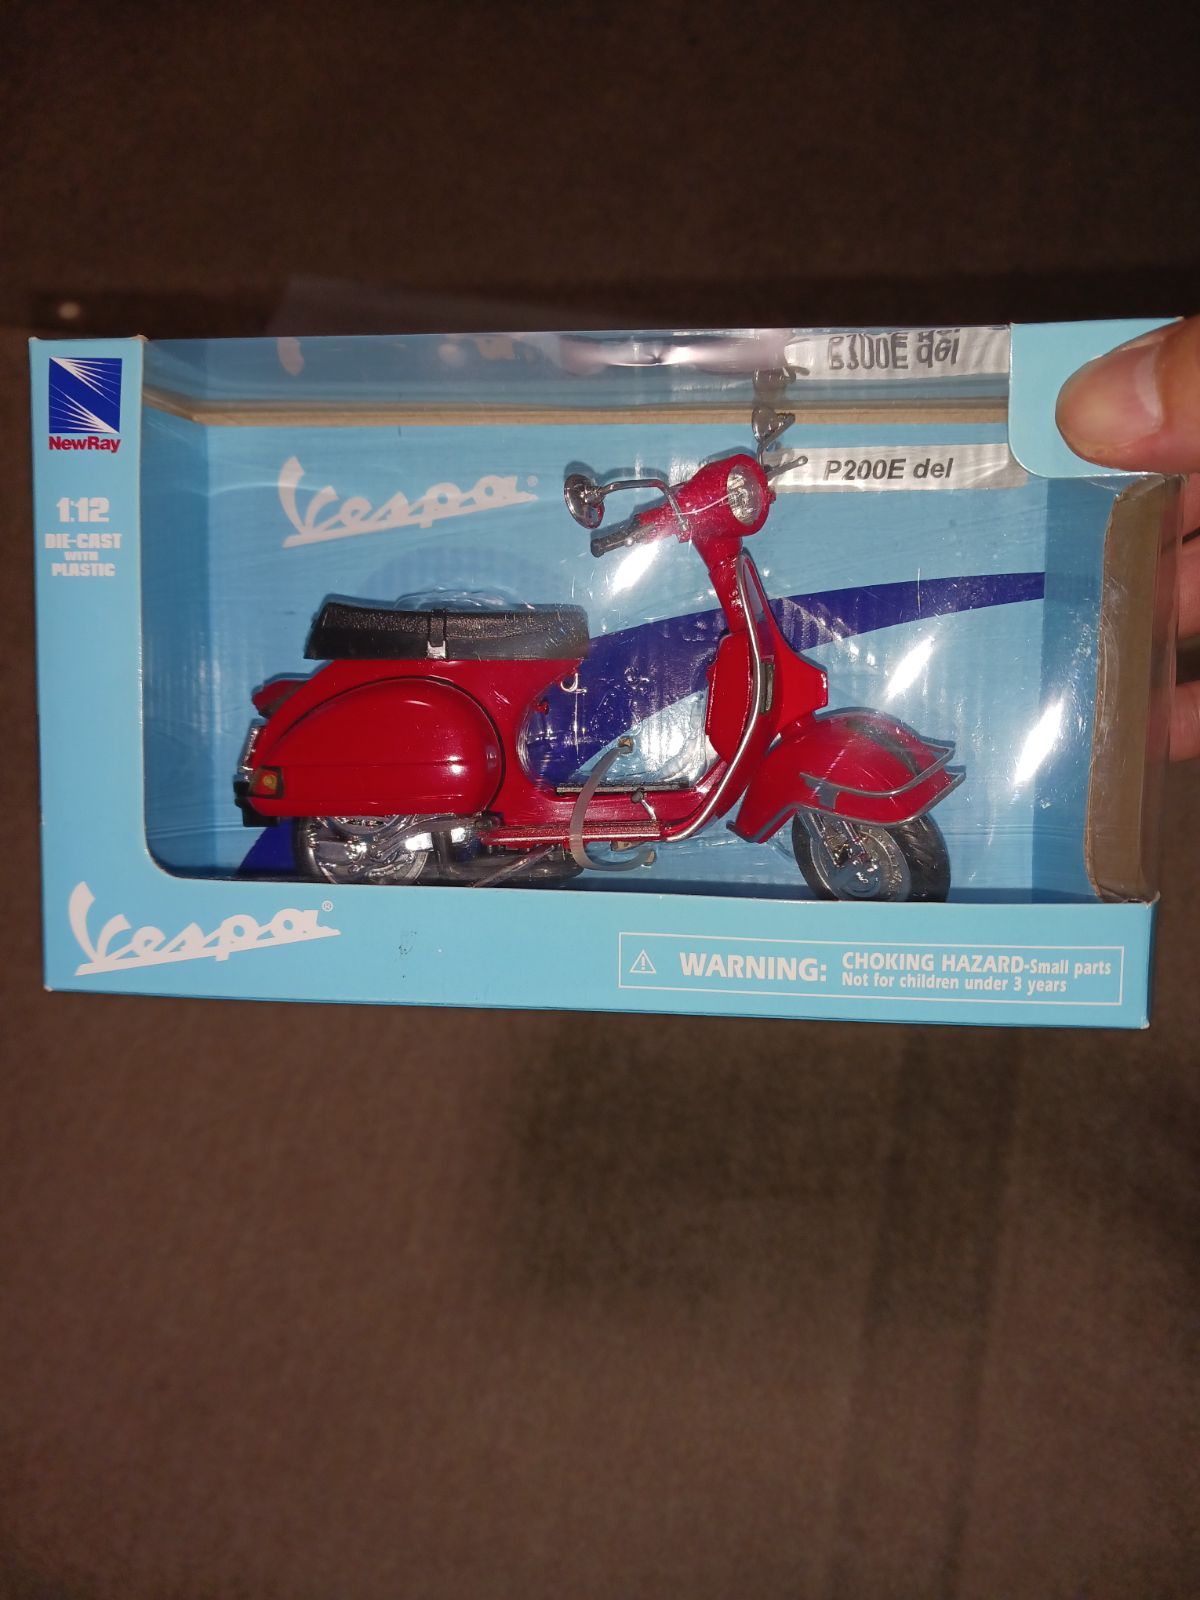 NewRay
1:12
DIE-CAST
WITH
PLASTIC
Vespa®
P200E del
Vespa®
WARNING: CHOKING HAZARD-Small parts
Not for children under 3 years